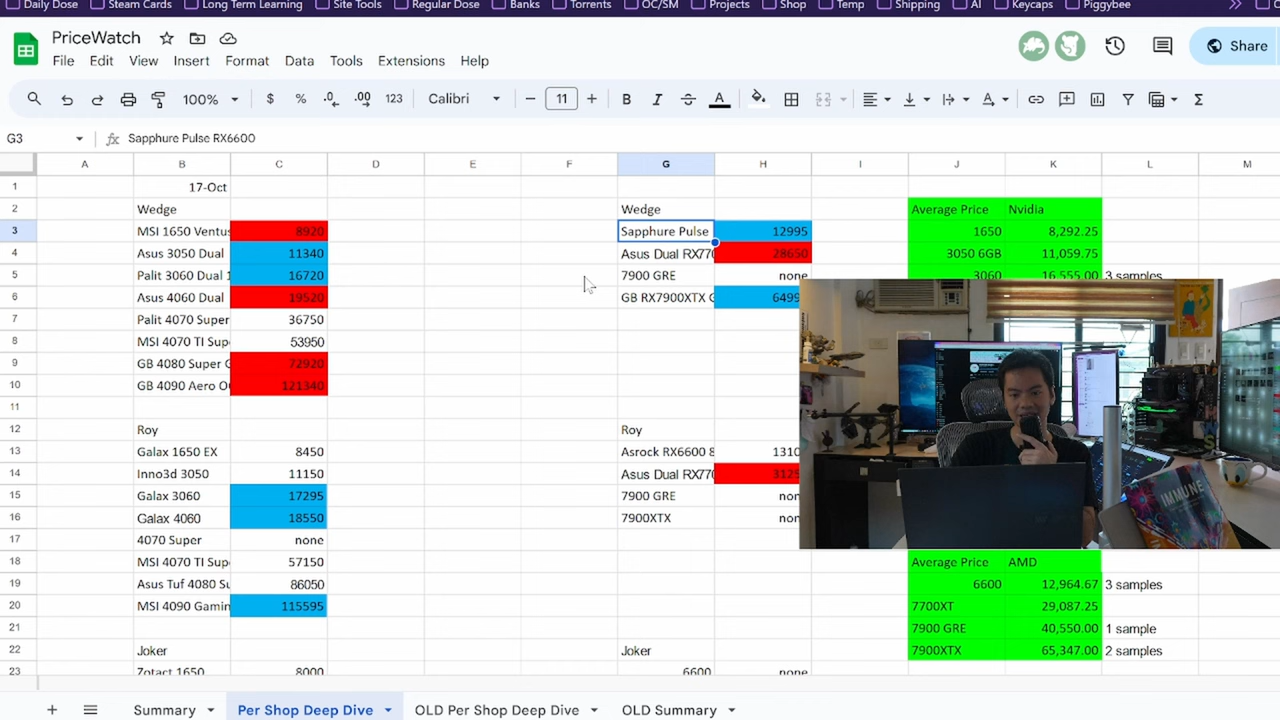 Daily Dose Steam Cards Long Term Learning Site Tools Regular Dose Banks Torrents OC/SM Projects Shop Temp Shipping AI Keycaps Piggybee
PriceWatch
File Edit View Insert Format Data Tools Extensions Help
Share
100% $ % .0 .00 123 Calibri 11 B I A
G3 fx Sapphure Pulse RX6600
A B C D E F G H I J K L M
1 17-Oct
2 Wedge Wedge Average Price Nvidia
3 MSI 1650 Ventus 8920 Sapphure Pulse 12995 1650 8,292.25
4 Asus 3050 Dual 11340 Asus Dual RX770 28650 3050 6GB 11,059.75
5 Palit 3060 Dual 1 16720 7900 GRE none 3060 16,555.00 3 samples
6 Asus 4060 Dual 19520 GB RX7900XTX G 6499
7 Palit 4070 Super 36750
8 MSI 4070 TI Sup 53950
9 GB 4080 Super G 72920
10 GB 4090 Aero O 121340
11
12 Roy Roy
13 Galax 1650 EX 8450 Asrock RX6600 8 1310
14 Inno3d 3050 11150 Asus Dual RX770 3125
15 Galax 3060 17295 7900 GRE non
16 Galax 4060 18550 7900XTX non
17 4070 Super none
18 MSI 4070 TI Sup 57150 Average Price AMD
19 Asus Tuf 4080 Su 86050 6600 12,964.67 3 samples
20 MSI 4090 Gamin 115595 7700XT 29,087.25
21 7900 GRE 40,550.00 1 sample
22 Joker Joker 7900XTX 65,347.00 2 samples
23 Zotact 1650 8000 6600 none
IMMUNE
Summary Per Shop Deep Dive OLD Per Shop Deep Dive OLD Summary